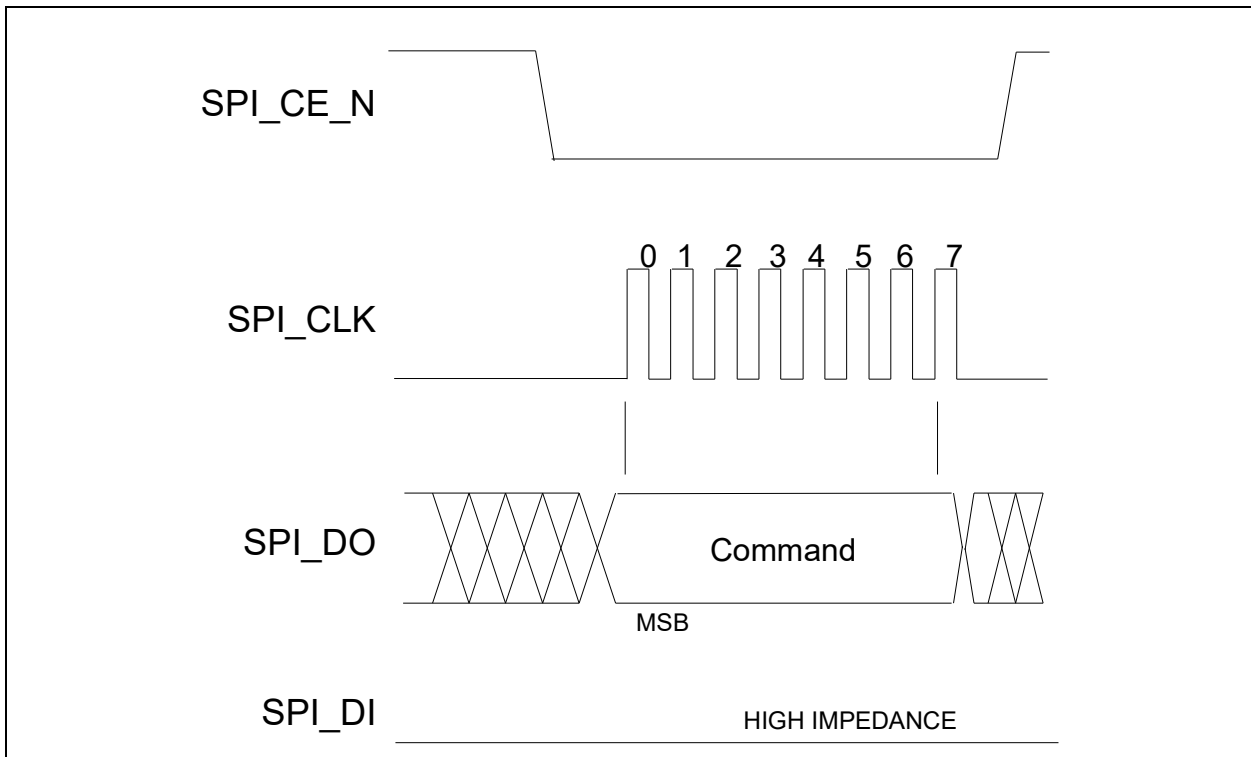 SPI_CE_N
0 1 2 3 4 5 6 7
SPI_CLK
SPI_DO
Command
MSB
SPI_DI
HIGH IMPEDANCE